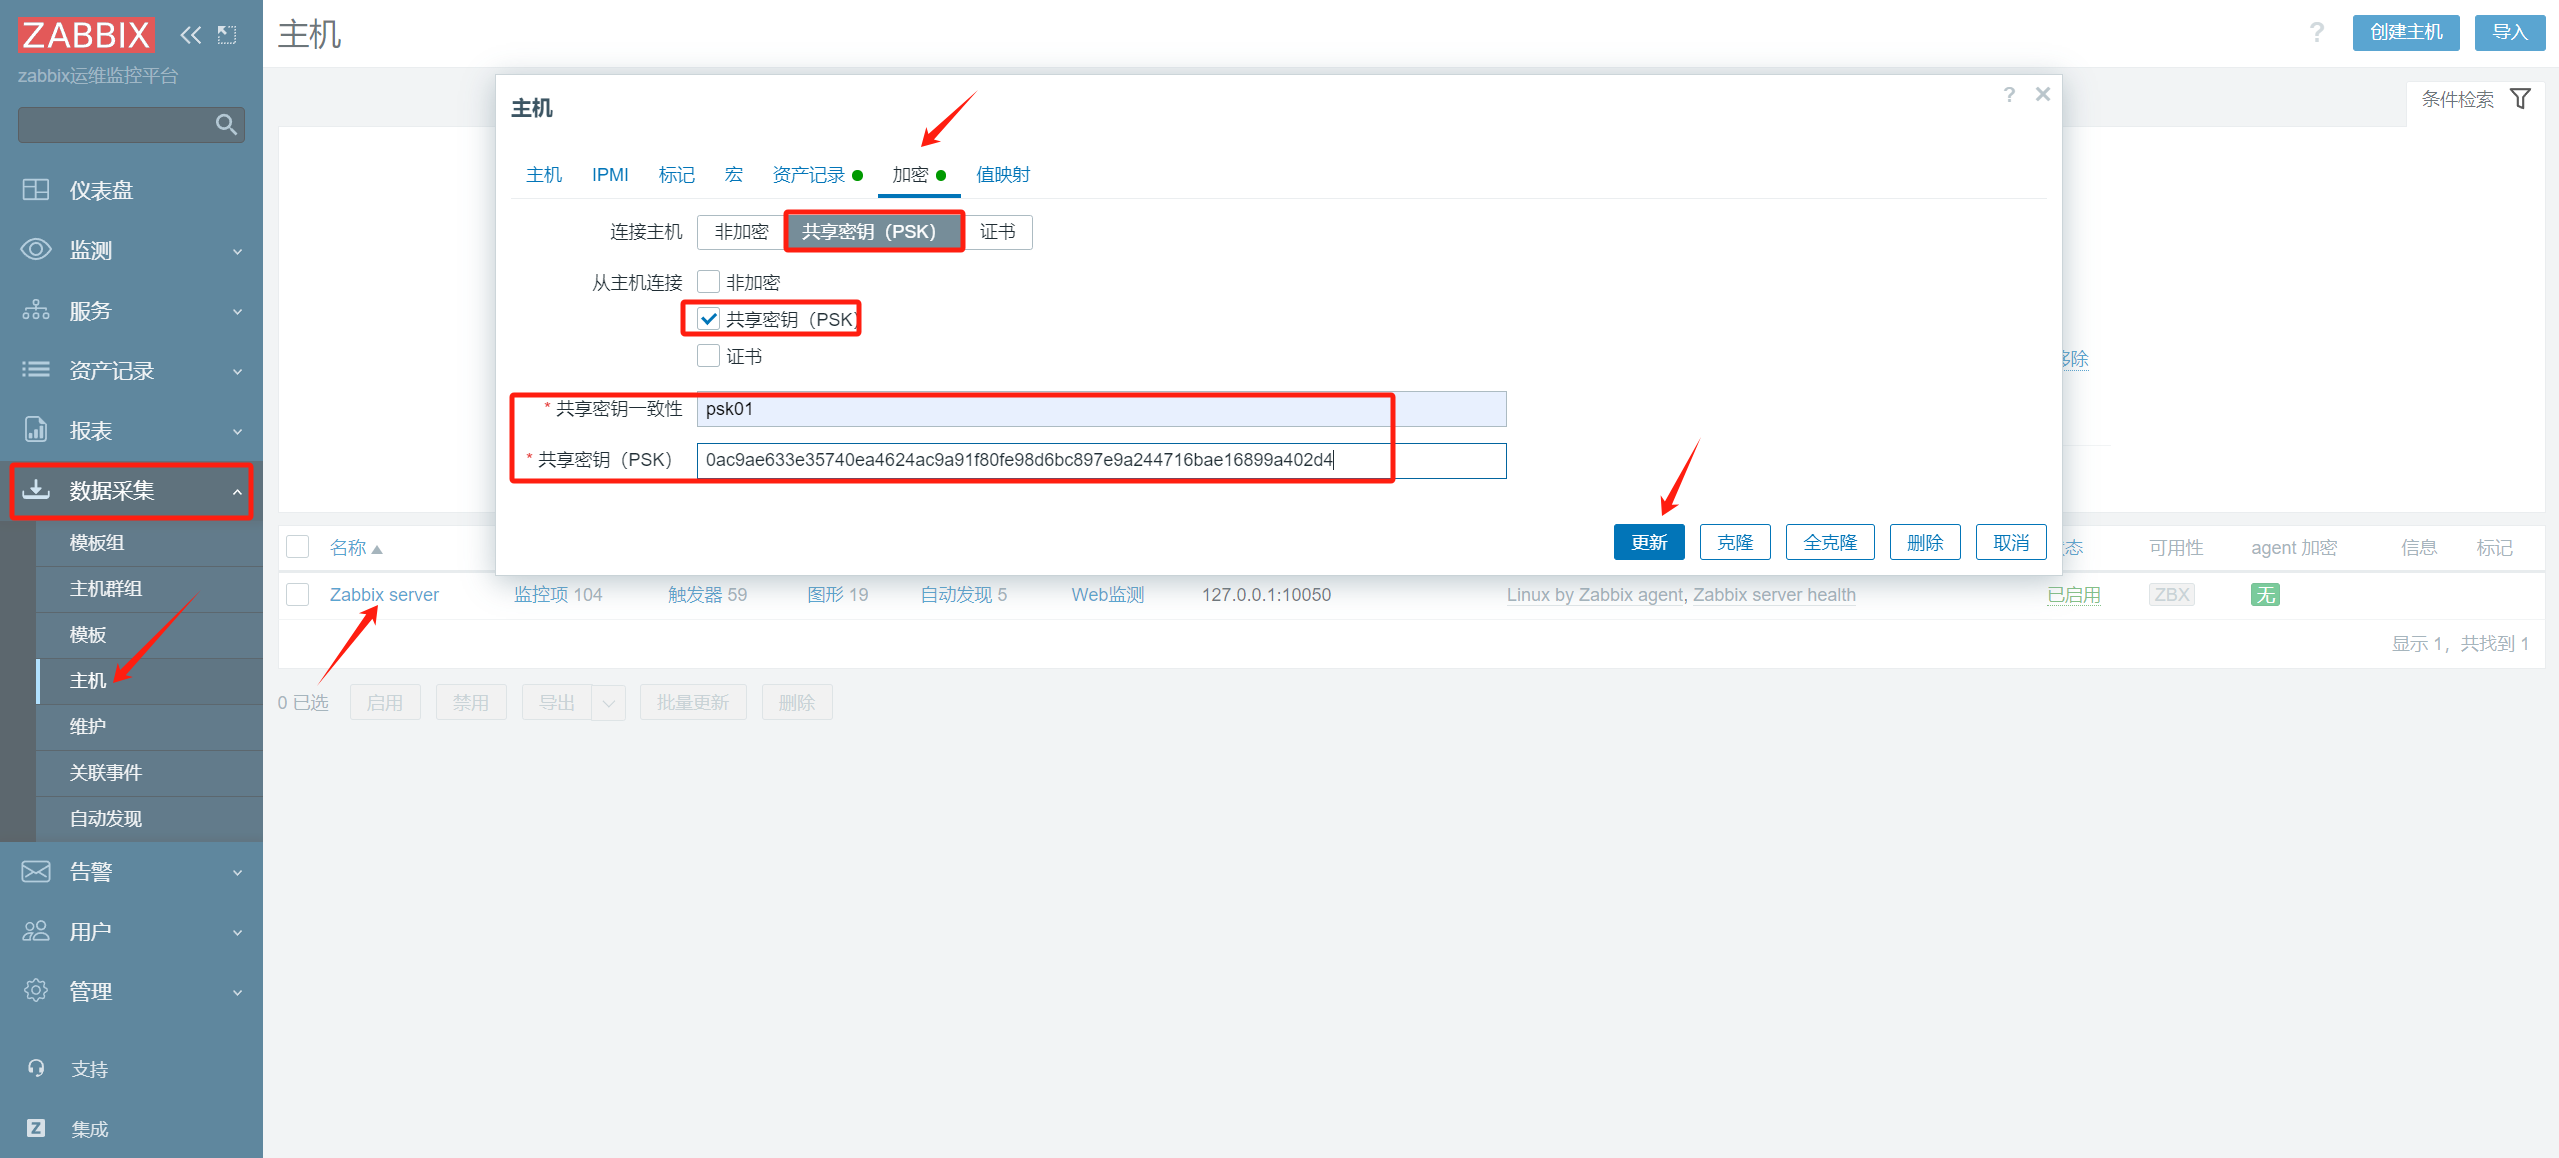 ZABBIX
zabbix运维监控平台
仪表盘
监测
服务
资产记录
报表
数据采集
模板组
主机群组
模板
主机
维护
关联事件
自动发现
告警
用户
管理
支持
集成
主机
? 创建主机 导入
条件检索
主机
? ×
主机 IPMI 标记 宏 资产记录 加密 值映射
连接主机 非加密 共享密钥（PSK） 证书
从主机连接 非加密
共享密钥（PSK）
证书
* 共享密钥一致性 psk01
* 共享密钥（PSK） 0ac9ae633e35740ea4624ac9a91f80fe98d6bc897e9a244716bae16899a402d4
更新 克隆 全克隆 删除 取消
移除
名称 状态 可用性 agent 加密 信息 标记
Zabbix server 监控项 104 触发器 59 图形 19 自动发现 5 Web监测 127.0.0.1:10050 Linux by Zabbix agent, Zabbix server health 已启用 ZBX 无
显示 1，共找到 1
0 已选 启用 禁用 导出 批量更新 删除